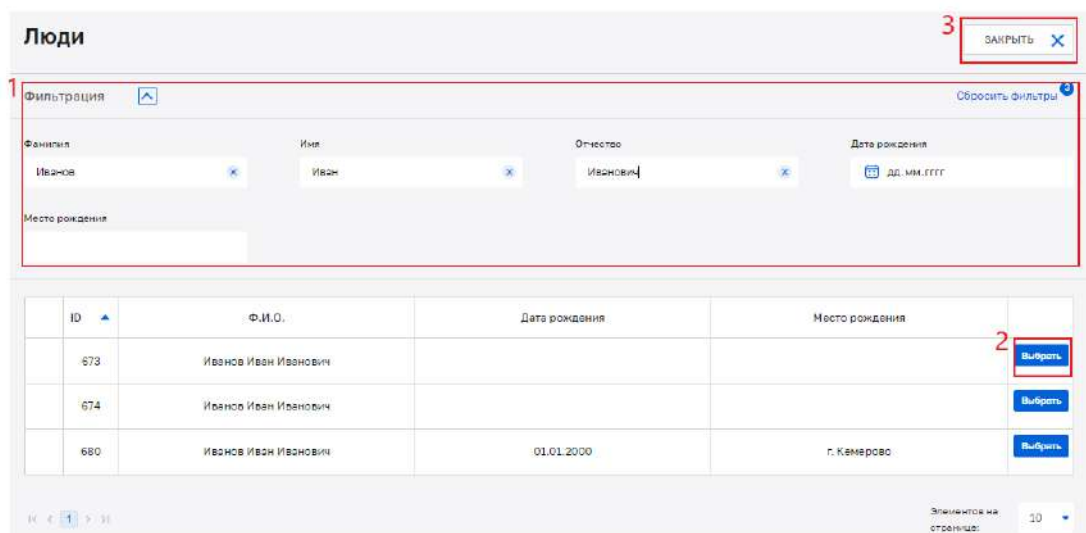 Люди
3
ЗАКРЫТЬ
1
Фильтрация
Сбросить фильтры
3
Фамилия Имя Отчество Дата рождения
Иванов Иван Иванович дд.мм.гггг
Место рождения
ID Ф.И.О. Дата рождения Место рождения
2
673 Иванов Иван Иванович Выбрать
674 Иванов Иван Иванович Выбрать
680 Иванов Иван Иванович 01.01.2000 г. Кемерово Выбрать
1
Элементов на
странице:
10